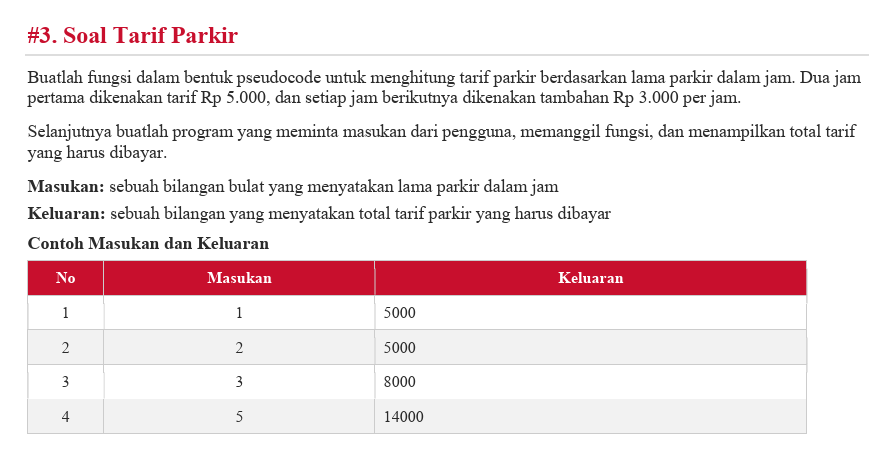 #3. Soal Tarif Parkir
Buatlah fungsi dalam bentuk pseudocode untuk menghitung tarif parkir berdasarkan lama parkir dalam jam. Dua jam
pertama dikenakan tarif Rp 5.000, dan setiap jam berikutnya dikenakan tambahan Rp 3.000 per jam.
Selanjutnya buatlah program yang meminta masukan dari pengguna, memanggil fungsi, dan menampilkan total tarif
yang harus dibayar.
Masukan: sebuah bilangan bulat yang menyatakan lama parkir dalam jam
Keluaran: sebuah bilangan yang menyatakan total tarif parkir yang harus dibayar
Contoh Masukan dan Keluaran
No Masukan Keluaran
1 1 5000
2 2 5000
3 3 8000
4 5 14000